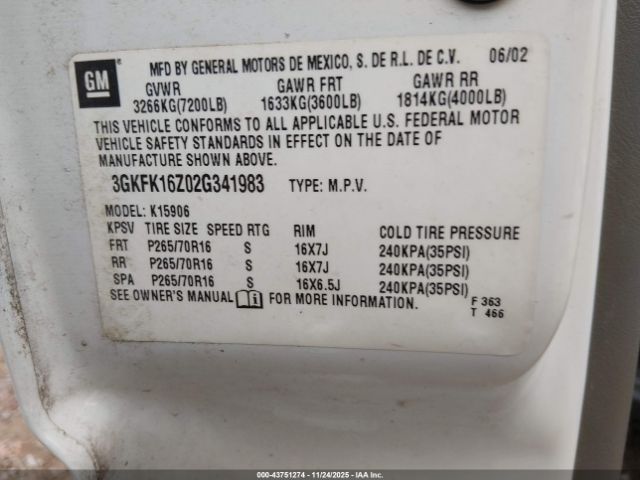 GM
MFD BY GENERAL MOTORS DE MEXICO, S. DE R.L. DE C.V. 06/02
GVWR GAWR FRT GAWR RR
3266KG(7200LB) 1633KG(3600LB) 1814KG(4000LB)
THIS VEHICLE CONFORMS TO ALL APPLICABLE U.S. FEDERAL MOTOR
VEHICLE SAFETY STANDARDS IN EFFECT ON THE DATE OF
MANUFACTURE SHOWN ABOVE.
3GKFK16Z02G341983 TYPE: M.P.V.
MODEL: K15906
KPSV TIRE SIZE SPEED RTG RIM COLD TIRE PRESSURE
FRT P265/70R16 S 16X7J 240KPA(35PSI)
RR P265/70R16 S 16X7J 240KPA(35PSI)
SPA P265/70R16 S 16X6.5J 240KPA(35PSI)
SEE OWNER'S MANUAL i FOR MORE INFORMATION.
F 363
T 466
000-43751274 - 11/24/2025 - IAAI.com